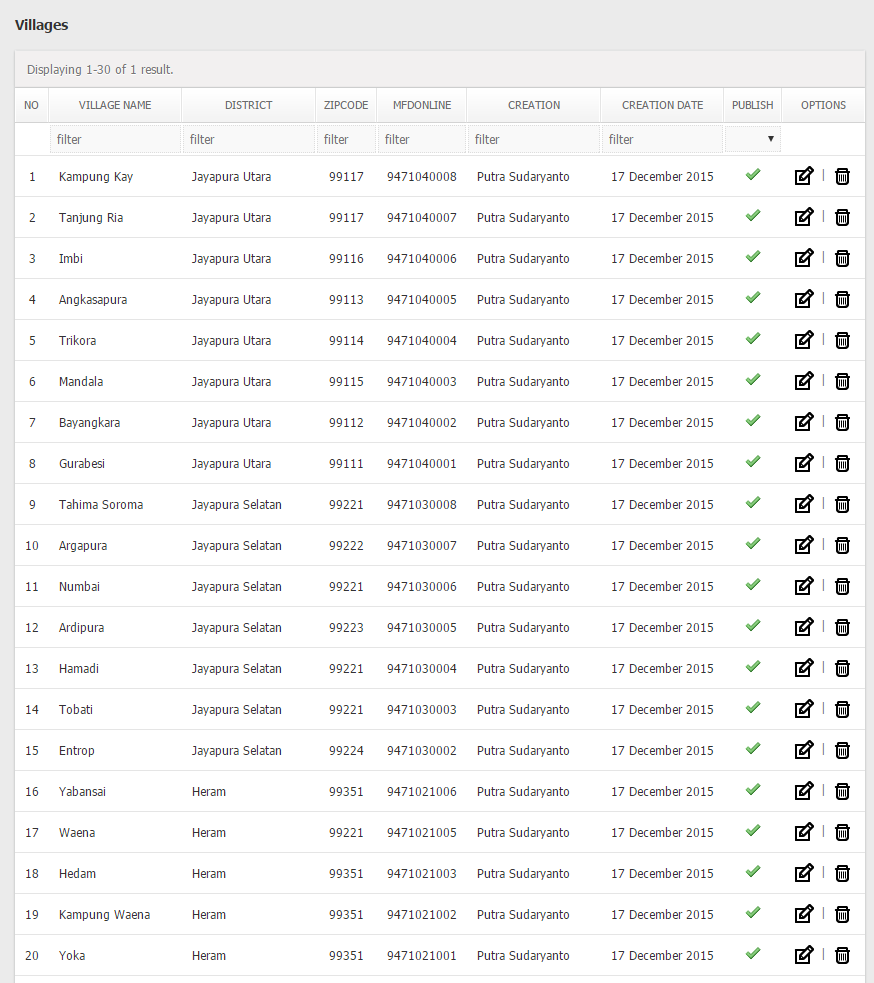 Villages
Displaying 1-30 of 1 result.
NO VILLAGE NAME DISTRICT ZIPCODE MFDONLINE CREATION CREATION DATE PUBLISH OPTIONS
filter filter filter filter filter filter
1 Kampung Kay Jayapura Utara 99117 9471040008 Putra Sudaryanto 17 December 2015 |
2 Tanjung Ria Jayapura Utara 99117 9471040007 Putra Sudaryanto 17 December 2015 |
3 Imbi Jayapura Utara 99116 9471040006 Putra Sudaryanto 17 December 2015 |
4 Angkasapura Jayapura Utara 99113 9471040005 Putra Sudaryanto 17 December 2015 |
5 Trikora Jayapura Utara 99114 9471040004 Putra Sudaryanto 17 December 2015 |
6 Mandala Jayapura Utara 99115 9471040003 Putra Sudaryanto 17 December 2015 |
7 Bayangkara Jayapura Utara 99112 9471040002 Putra Sudaryanto 17 December 2015 |
8 Gurabesi Jayapura Utara 99111 9471040001 Putra Sudaryanto 17 December 2015 |
9 Tahima Soroma Jayapura Selatan 99221 9471030008 Putra Sudaryanto 17 December 2015 |
10 Argapura Jayapura Selatan 99222 9471030007 Putra Sudaryanto 17 December 2015 |
11 Numbai Jayapura Selatan 99221 9471030006 Putra Sudaryanto 17 December 2015 |
12 Ardipura Jayapura Selatan 99223 9471030005 Putra Sudaryanto 17 December 2015 |
13 Hamadi Jayapura Selatan 99221 9471030004 Putra Sudaryanto 17 December 2015 |
14 Tobati Jayapura Selatan 99221 9471030003 Putra Sudaryanto 17 December 2015 |
15 Entrop Jayapura Selatan 99224 9471030002 Putra Sudaryanto 17 December 2015 |
16 Yabansai Heram 99351 9471021006 Putra Sudaryanto 17 December 2015 |
17 Waena Heram 99221 9471021005 Putra Sudaryanto 17 December 2015 |
18 Hedam Heram 99351 9471021003 Putra Sudaryanto 17 December 2015 |
19 Kampung Waena Heram 99351 9471021002 Putra Sudaryanto 17 December 2015 |
20 Yoka Heram 99351 9471021001 Putra Sudaryanto 17 December 2015 |